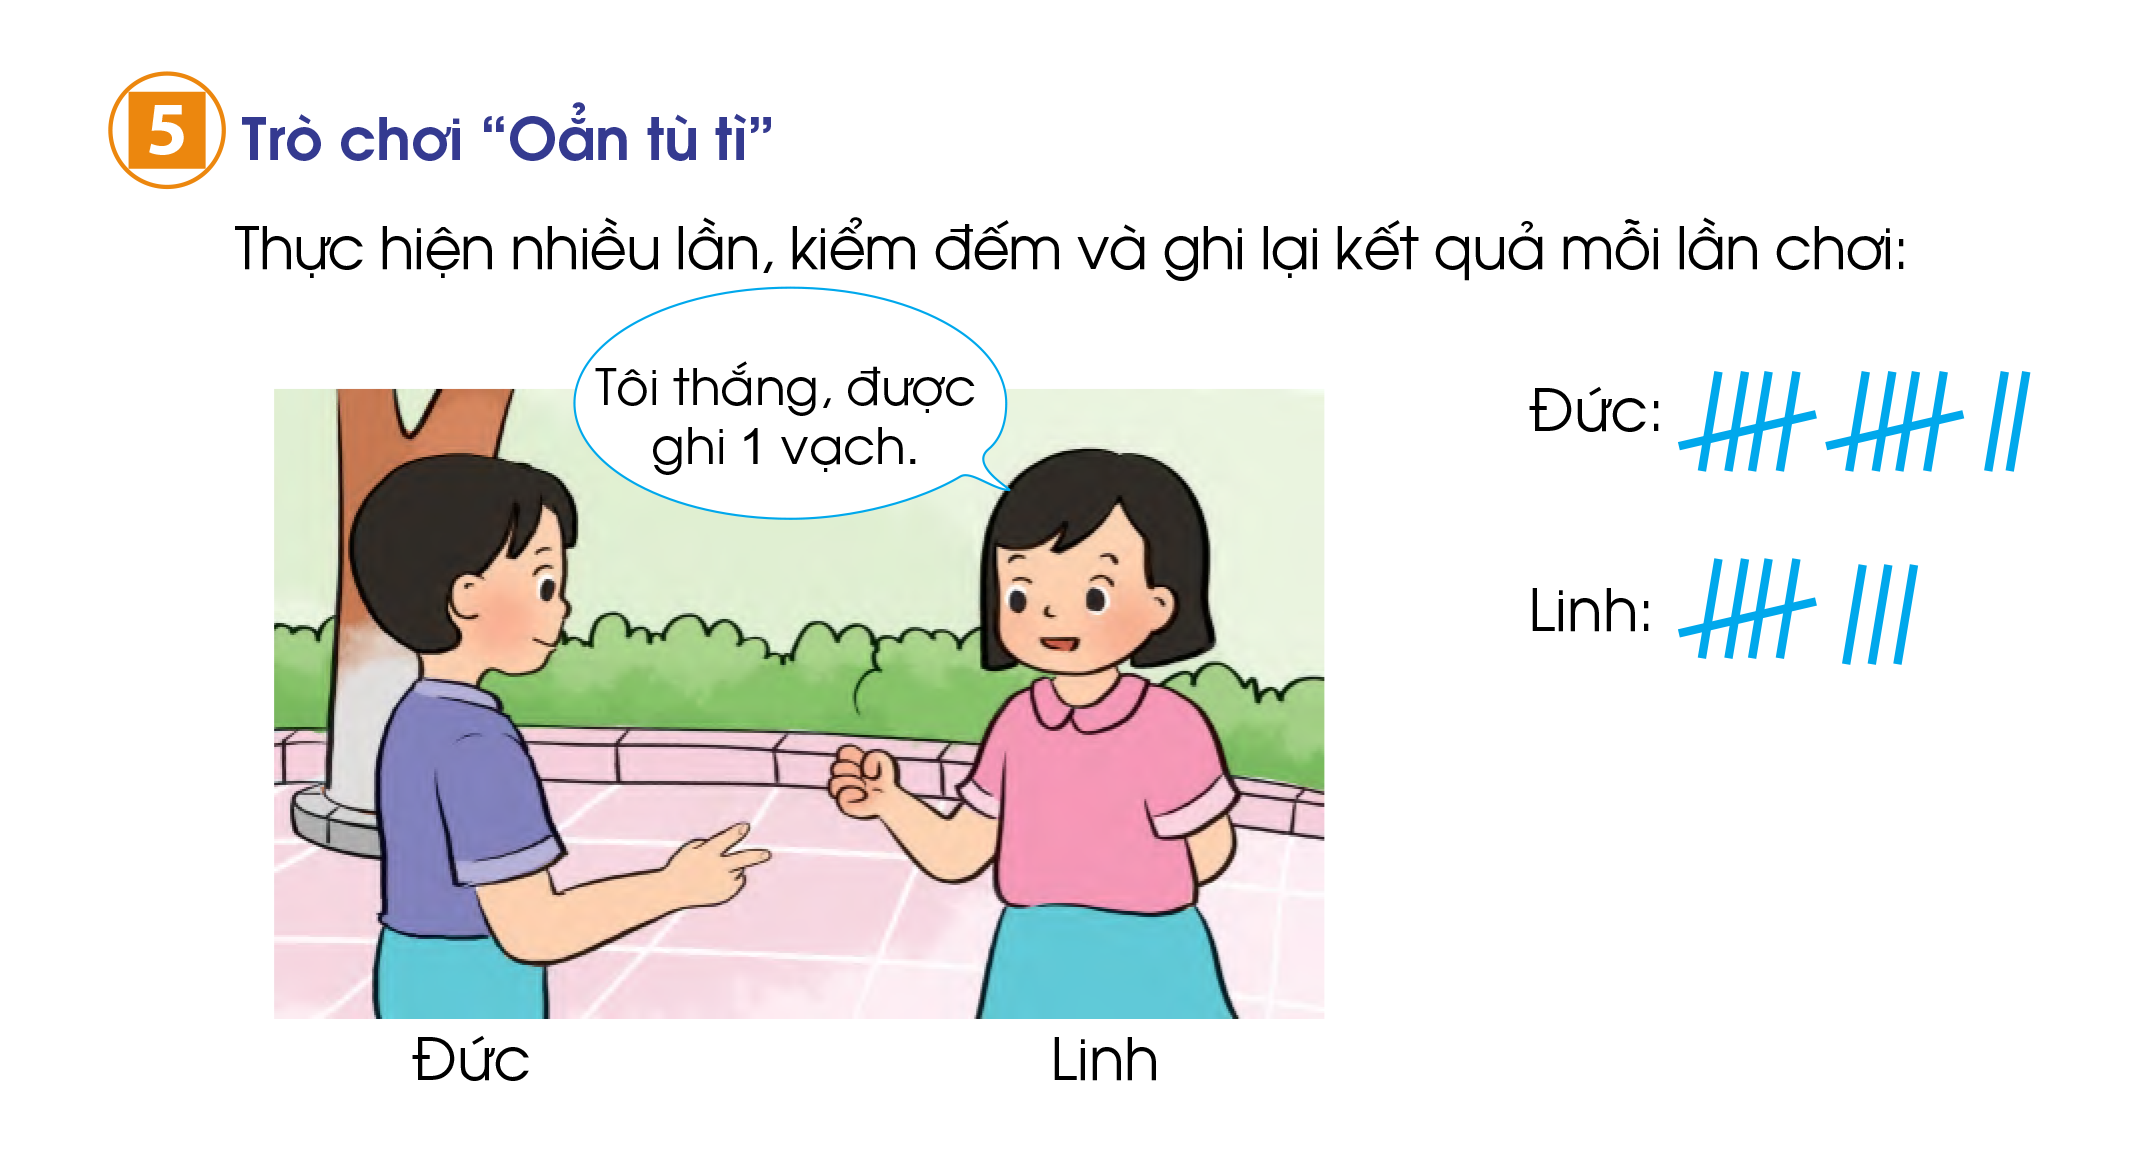 5 Trò chơi “Oẳn tù tì”
Thực hiện nhiều lần, kiểm đếm và ghi lại kết quả mỗi lần chơi:
Tôi thắng, được
ghi 1 vạch.
Đức:
Linh:
Đức
Linh